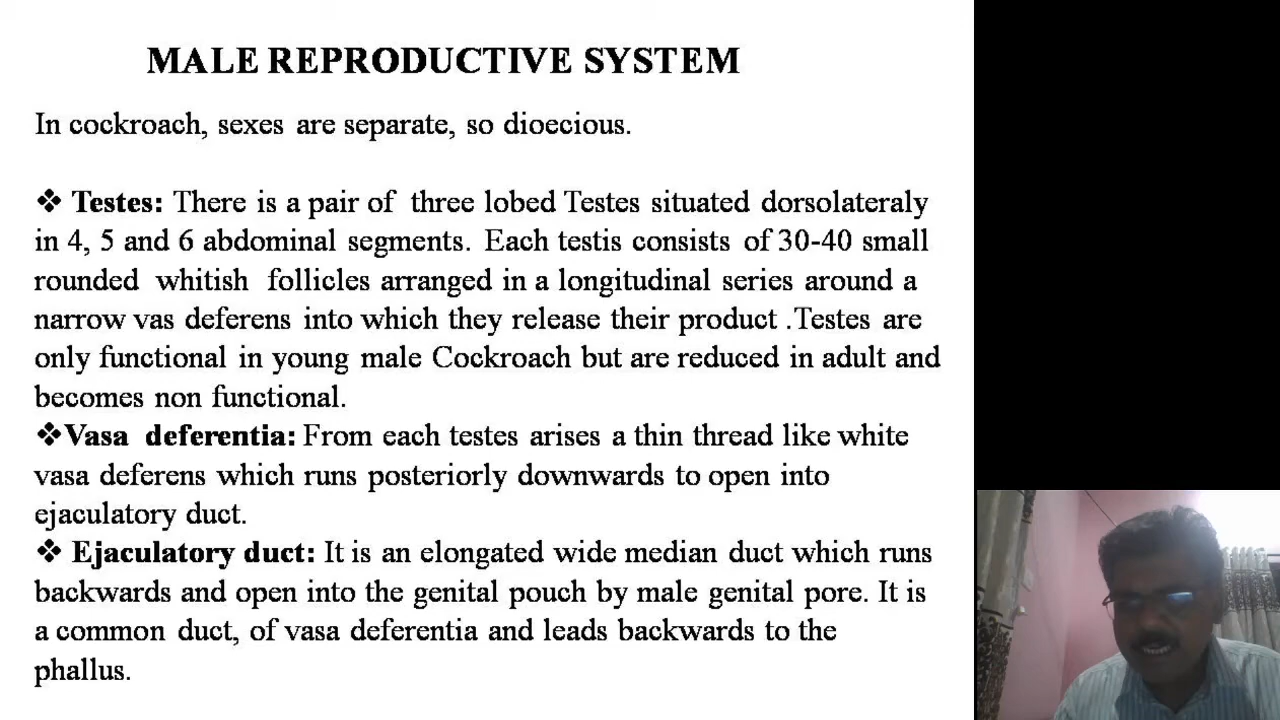 MALE REPRODUCTIVE SYSTEM
In cockroach, sexes are separate, so dioecious.
❖ Testes: There is a pair of three lobed Testes situated dorsolateraly
in 4, 5 and 6 abdominal segments. Each testis consists of 30-40 small
rounded whitish follicles arranged in a longitudinal series around a
narrow vas deferens into which they release their product .Testes are
only functional in young male Cockroach but are reduced in adult and
becomes non functional.
❖Vasa deferentia: From each testes arises a thin thread like white
vasa deferens which runs posteriorly downwards to open into
ejaculatory duct.
❖ Ejaculatory duct: It is an elongated wide median duct which runs
backwards and open into the genital pouch by male genital pore. It is
a common duct, of vasa deferentia and leads backwards to the
phallus.